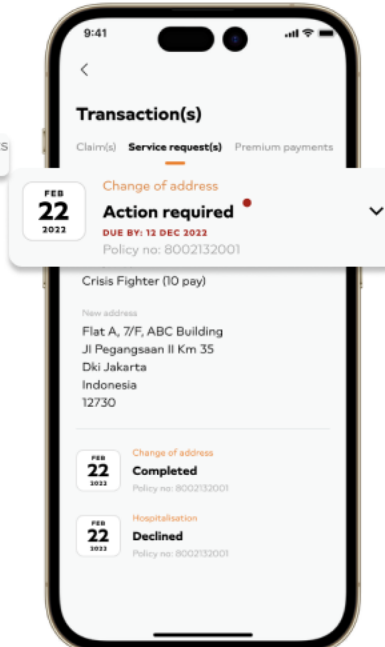 9:41
Transaction(s)
Claim(s) Service request(s) Premium payments
FEB
22
2022
Change of address
Action required
DUE BY: 12 DEC 2022
Policy no: 8002132001
Crisis Fighter (10 pay)
New address
Flat A, 7/F, ABC Building
Jl Pegangsaan II Km 35
Dki Jakarta
Indonesia
12730
FEB
22
2022
Change of address
Completed
Policy no: 8002132001
FEB
22
2022
Hospitalisation
Declined
Policy no: 8002132001